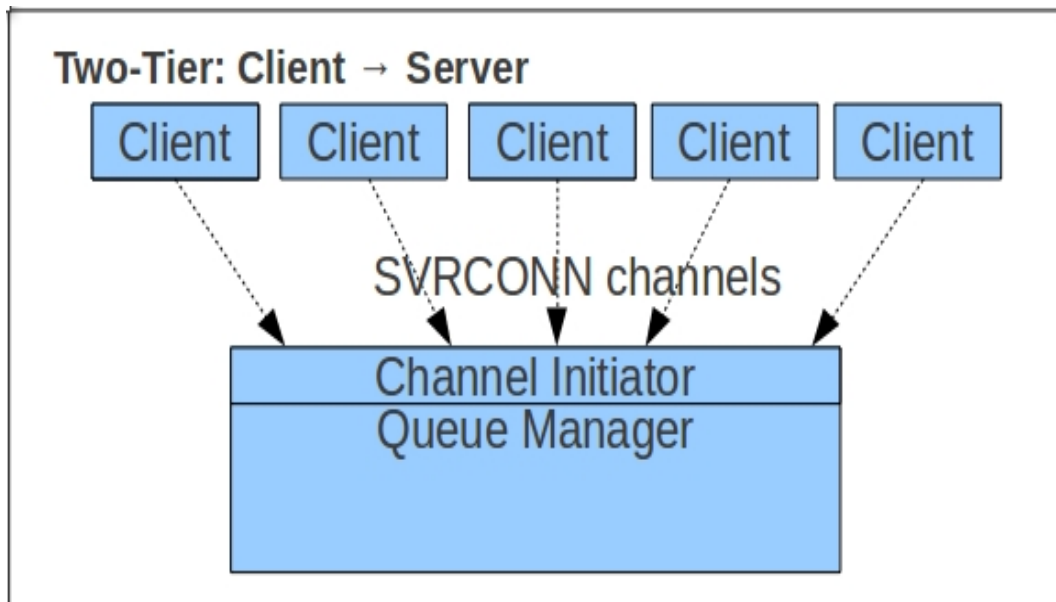 Two-Tier: Client → Server
Client Client Client Client Client
SVRCONN channels
Channel Initiator
Queue Manager